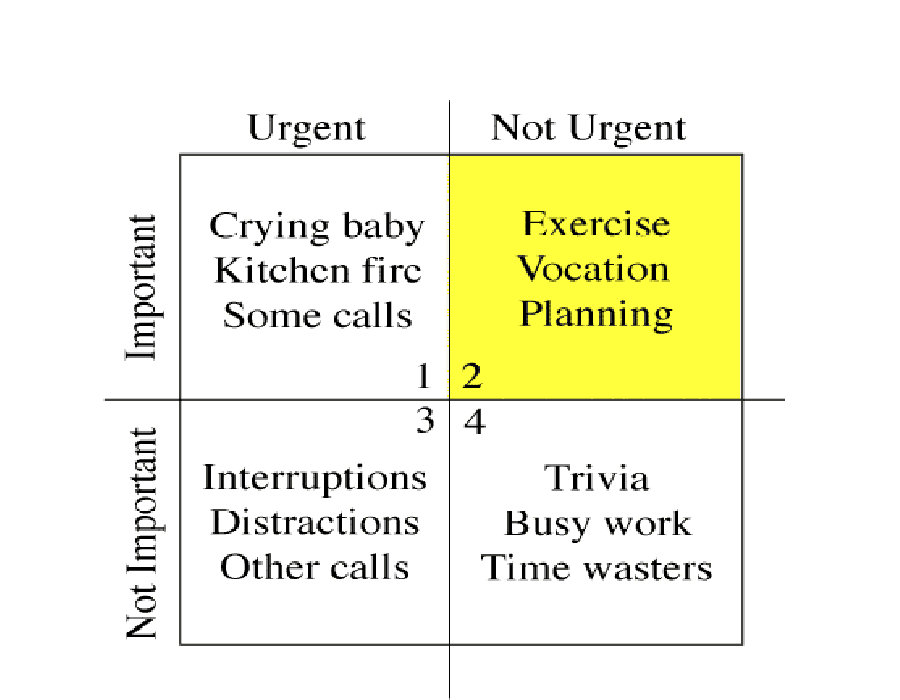 Urgent
Not Urgent
Important
Crying baby
Kitchen fire
Some calls
1
Exercise
Vocation
Planning
2
Not Important
3
Interruptions
Distractions
Other calls
4
Trivia
Busy work
Time wasters